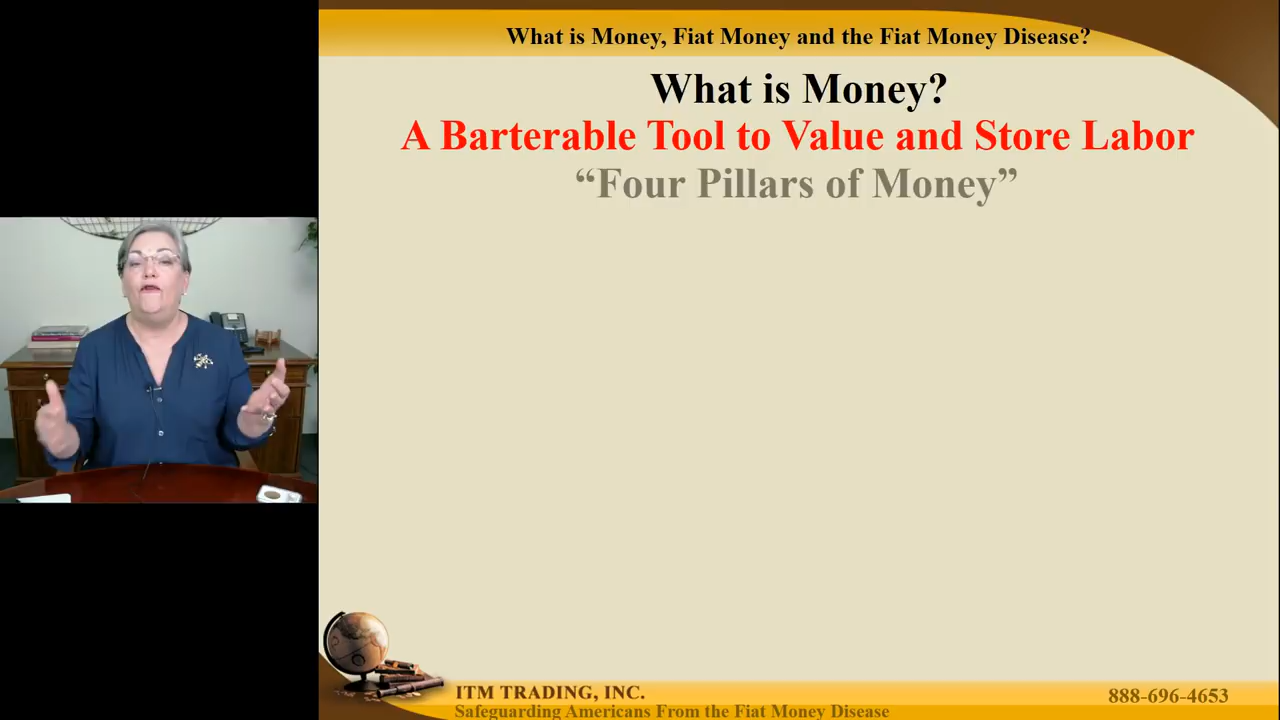 What is Money, Fiat Money and the Fiat Money Disease?
What is Money?
A Barterable Tool to Value and Store Labor
“Four Pillars of Money”
ITM TRADING, INC.
888-696-4653
Safeguarding Americans From the Fiat Money Disease